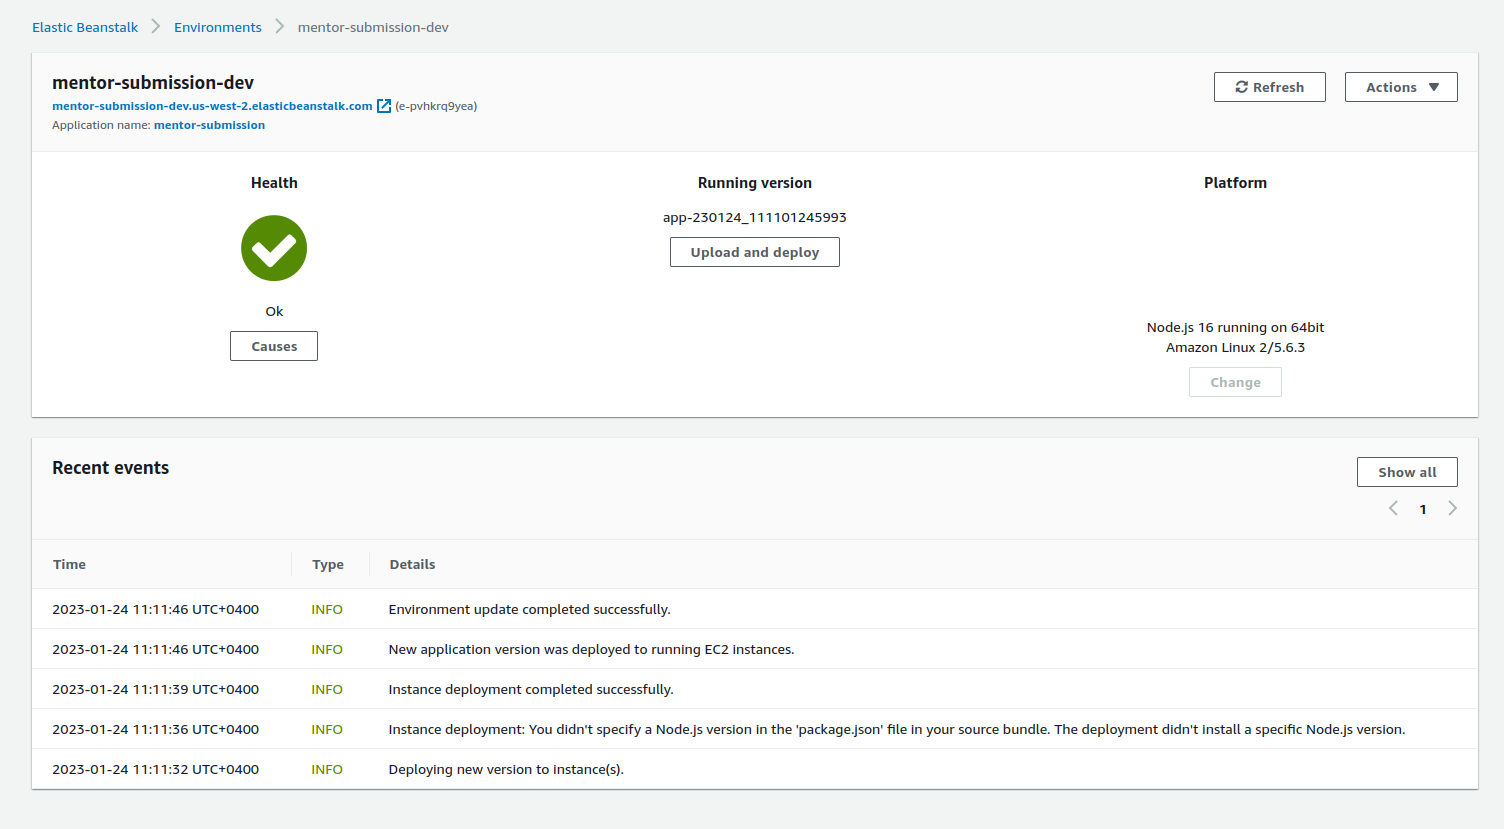 Elastic Beanstalk > Environments > mentor-submission-dev
mentor-submission-dev
Refresh
Actions ▼
mentor-submission-dev.us-west-2.elasticbeanstalk.com (e-pvhkrq9yea)
Application name: mentor-submission
Health
Running version
Platform
app-230124_111101245993
Upload and deploy
Ok
Causes
Node.js 16 running on 64bit
Amazon Linux 2/5.6.3
Change
Recent events
Show all
< 1 >
Time Type Details
2023-01-24 11:11:46 UTC+0400 INFO Environment update completed successfully.
2023-01-24 11:11:46 UTC+0400 INFO New application version was deployed to running EC2 instances.
2023-01-24 11:11:39 UTC+0400 INFO Instance deployment completed successfully.
2023-01-24 11:11:36 UTC+0400 INFO Instance deployment: You didn't specify a Node.js version in the 'package.json' file in your source bundle. The deployment didn't install a specific Node.js version.
2023-01-24 11:11:32 UTC+0400 INFO Deploying new version to instance(s).